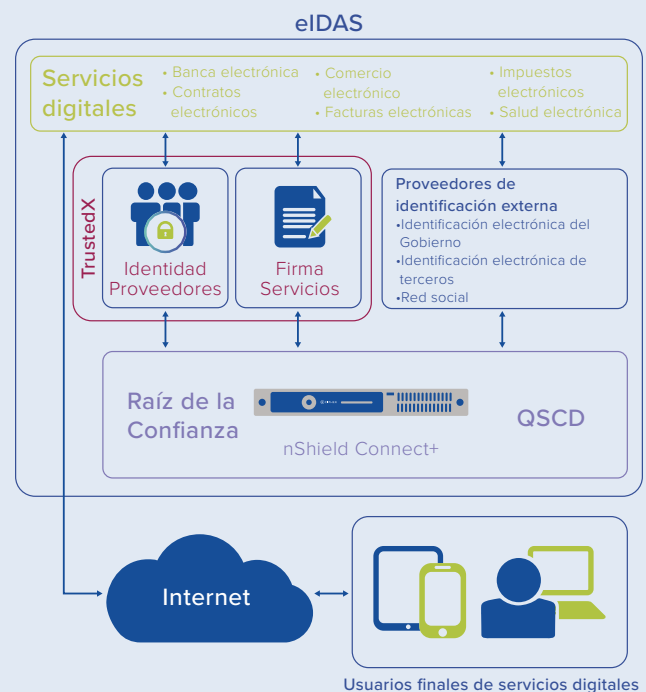 eIDAS
Servicios
digitales
• Banca electrónica
• Contratos
electrónicos
• Comercio
electrónico
• Facturas electrónicas
• Impuestos
electrónicos
• Salud electrónica
TrustedX
Identidad
Proveedores
Firma
Servicios
Proveedores de
identificación externa
•Identificación electrónica del
Gobierno
•Identificación electrónica de
terceros
•Red social
Raíz de la
Confianza
nShield Connect+
QSCD
Internet
Usuarios finales de servicios digitales